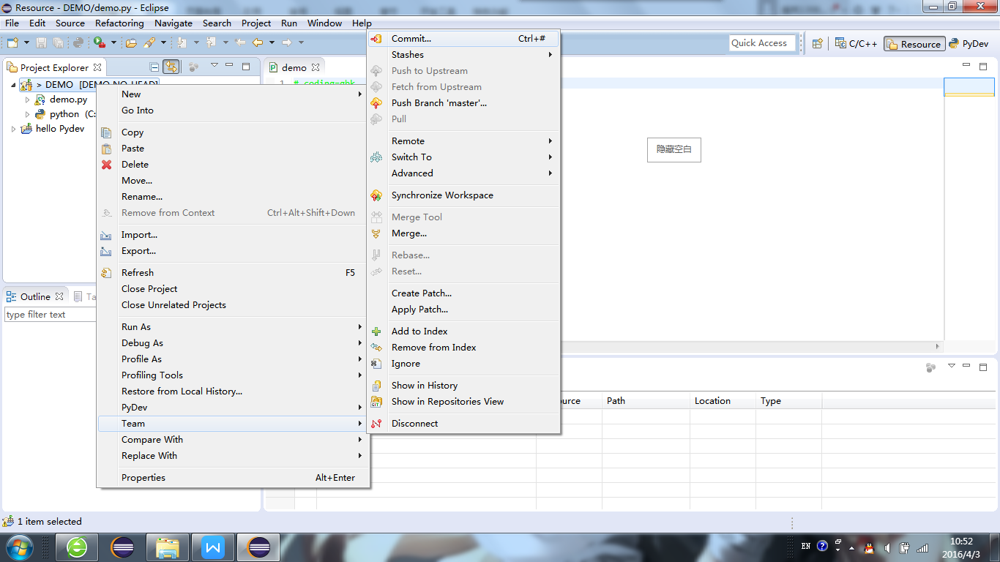 Resource - DEMO/demo.py - Eclipse
File Edit Source Refactoring Navigate Search Project Run Window Help
Quick Access
C/C++
Resource
PyDev
Project Explorer
> DEMO [DEMO NO-HEAD]
demo.py
python (C:
hello Pydev
demo
1 # coding=gbk
New
Go Into
Copy
Paste
Delete
Move...
Rename...
Remove from Context Ctrl+Alt+Shift+Down
Import...
Export...
Refresh F5
Close Project
Close Unrelated Projects
Run As
Debug As
Profile As
Profiling Tools
Restore from Local History...
PyDev
Team
Compare With
Replace With
Properties Alt+Enter
Commit... Ctrl+#
Stashes
Push to Upstream
Fetch from Upstream
Push Branch 'master'...
Pull
Remote
Switch To
Advanced
Synchronize Workspace
Merge Tool
Merge...
Rebase...
Reset...
Create Patch...
Apply Patch...
Add to Index
Remove from Index
Ignore
Show in History
GIT
Show in Repositories View
Disconnect
隐藏空白
Outline
Ta
type filter text
ource Path Location Type
1 item selected
W
EN
10:52
2016/4/3